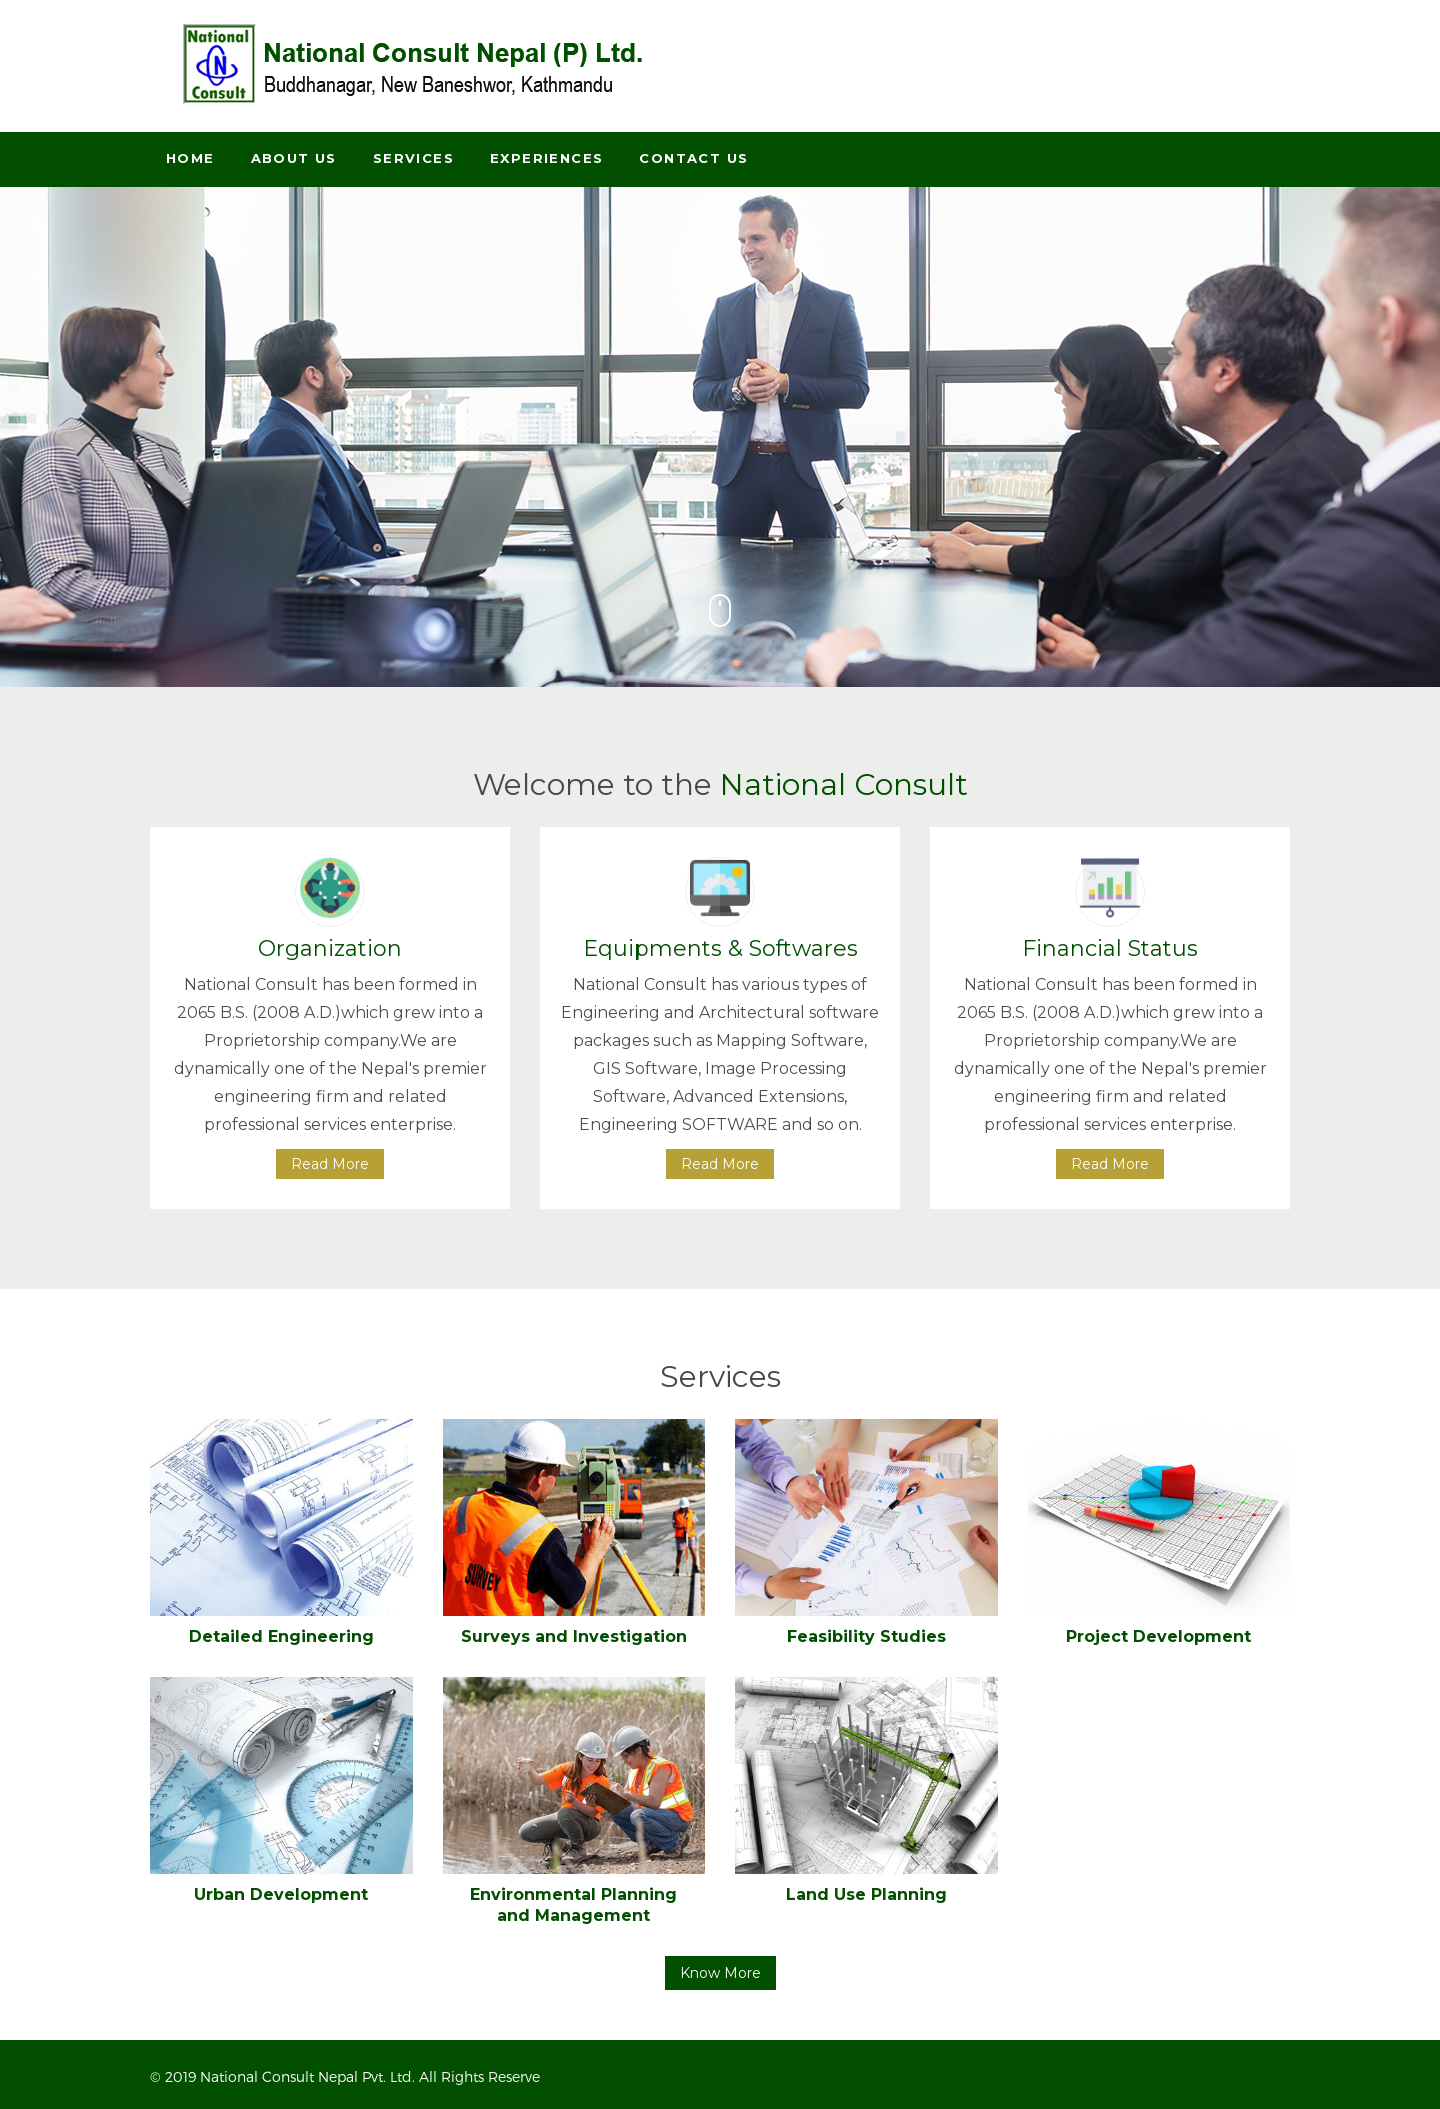 National
N
Consult
National Consult Nepal (P) Ltd.
Buddhanagar, New Baneshwor, Kathmandu
HOME ABOUT US SERVICES EXPERIENCES CONTACT US
Welcome to the National Consult
Organization
National Consult has been formed in
2065 B.S. (2008 A.D.)which grew into a
Proprietorship company.We are
dynamically one of the Nepal's premier
engineering firm and related
professional services enterprise.
Read More
Equipments & Softwares
National Consult has various types of
Engineering and Architectural software
packages such as Mapping Software,
GIS Software, Image Processing
Software, Advanced Extensions,
Engineering SOFTWARE and so on.
Read More
Financial Status
National Consult has been formed in
2065 B.S. (2008 A.D.)which grew into a
Proprietorship company.We are
dynamically one of the Nepal's premier
engineering firm and related
professional services enterprise.
Read More
Services
SURVEY
Detailed Engineering
Surveys and Investigation
Feasibility Studies
Project Development
Urban Development
Environmental Planning
and Management
Land Use Planning
Know More
© 2019 National Consult Nepal Pvt. Ltd. All Rights Reserve